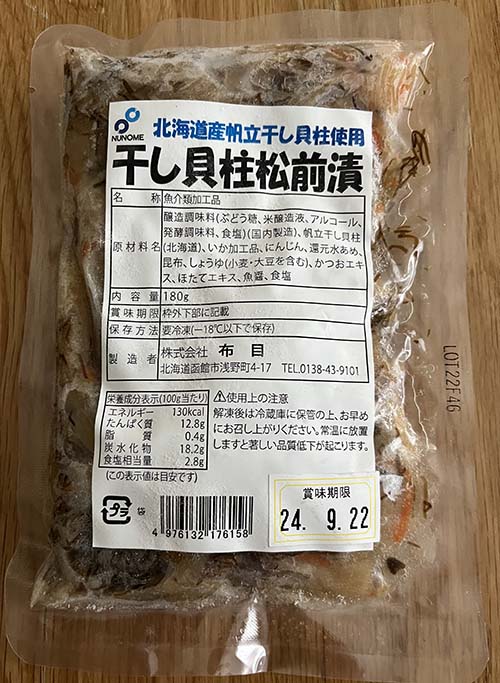 NUNOME
北海道産帆立干し貝柱使用
干し貝柱松前漬
名称 魚介類加工品
原材料名 醸造調味料(ぶどう糖、米醸造液、アルコール、
発酵調味料、食塩)(国内製造)、帆立干し貝柱
(北海道)、いか加工品、にんじん、還元水あめ、
昆布、しょうゆ(小麦・大豆を含む)、かつおエキ
ス、ほたてエキス、魚醤、食塩
内容量 180g
賞味期限 枠外下部に記載
保存方法 要冷凍(−18℃以下で保存)
製造者 株式会社 布目
北海道函館市浅野町4-17 TEL.0138-43-9101
栄養成分表示(100g当たり)
エネルギー 130kcal
たんぱく質 12.8g
脂質 0.4g
炭水化物 18.2g
食塩相当量 2.8g
(この表示値は目安です)
⚠使用上の注意
解凍後は冷蔵庫に保管の上、お早め
にお召し上がりください。常温に放置
しますと著しい品質低下が起こります。
プラ
袋
4 976132 176158
賞味期限
24. 9.22
LOT22F46